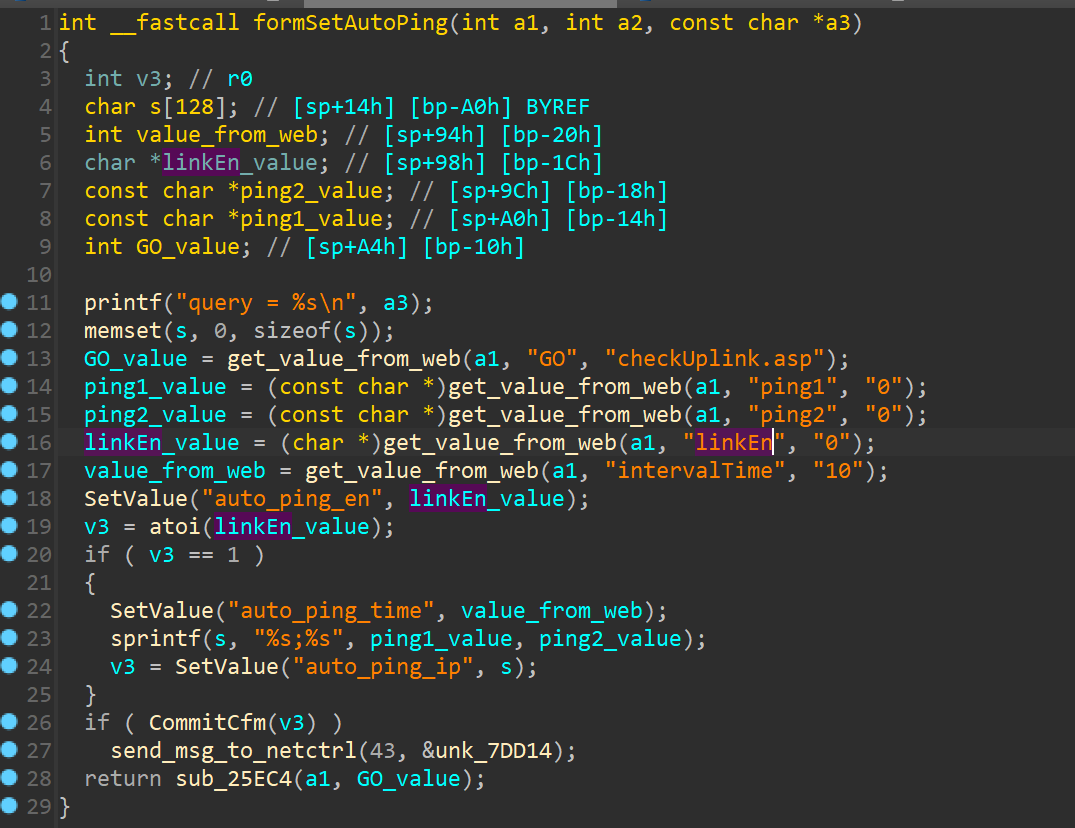 1 int __fastcall formSetAutoPing(int a1, int a2, const char *a3)
2 {
3   int v3; // r0
4   char s[128]; // [sp+14h] [bp-A0h] BYREF
5   int value_from_web; // [sp+94h] [bp-20h]
6   char *linkEn_value; // [sp+98h] [bp-1Ch]
7   const char *ping2_value; // [sp+9Ch] [bp-18h]
8   const char *ping1_value; // [sp+A0h] [bp-14h]
9   int GO_value; // [sp+A4h] [bp-10h]
10
11   printf("query = %s\n", a3);
12   memset(s, 0, sizeof(s));
13   GO_value = get_value_from_web(a1, "GO", "checkUplink.asp");
14   ping1_value = (const char *)get_value_from_web(a1, "ping1", "0");
15   ping2_value = (const char *)get_value_from_web(a1, "ping2", "0");
16   linkEn_value = (char *)get_value_from_web(a1, "linkEn", "0");
17   value_from_web = get_value_from_web(a1, "intervalTime", "10");
18   SetValue("auto_ping_en", linkEn_value);
19   v3 = atoi(linkEn_value);
20   if ( v3 == 1 )
21   {
22     SetValue("auto_ping_time", value_from_web);
23     sprintf(s, "%s;%s", ping1_value, ping2_value);
24     v3 = SetValue("auto_ping_ip", s);
25   }
26   if ( CommitCfm(v3) )
27     send_msg_to_netctrl(43, &unk_7DD14);
28   return sub_25EC4(a1, GO_value);
29 }